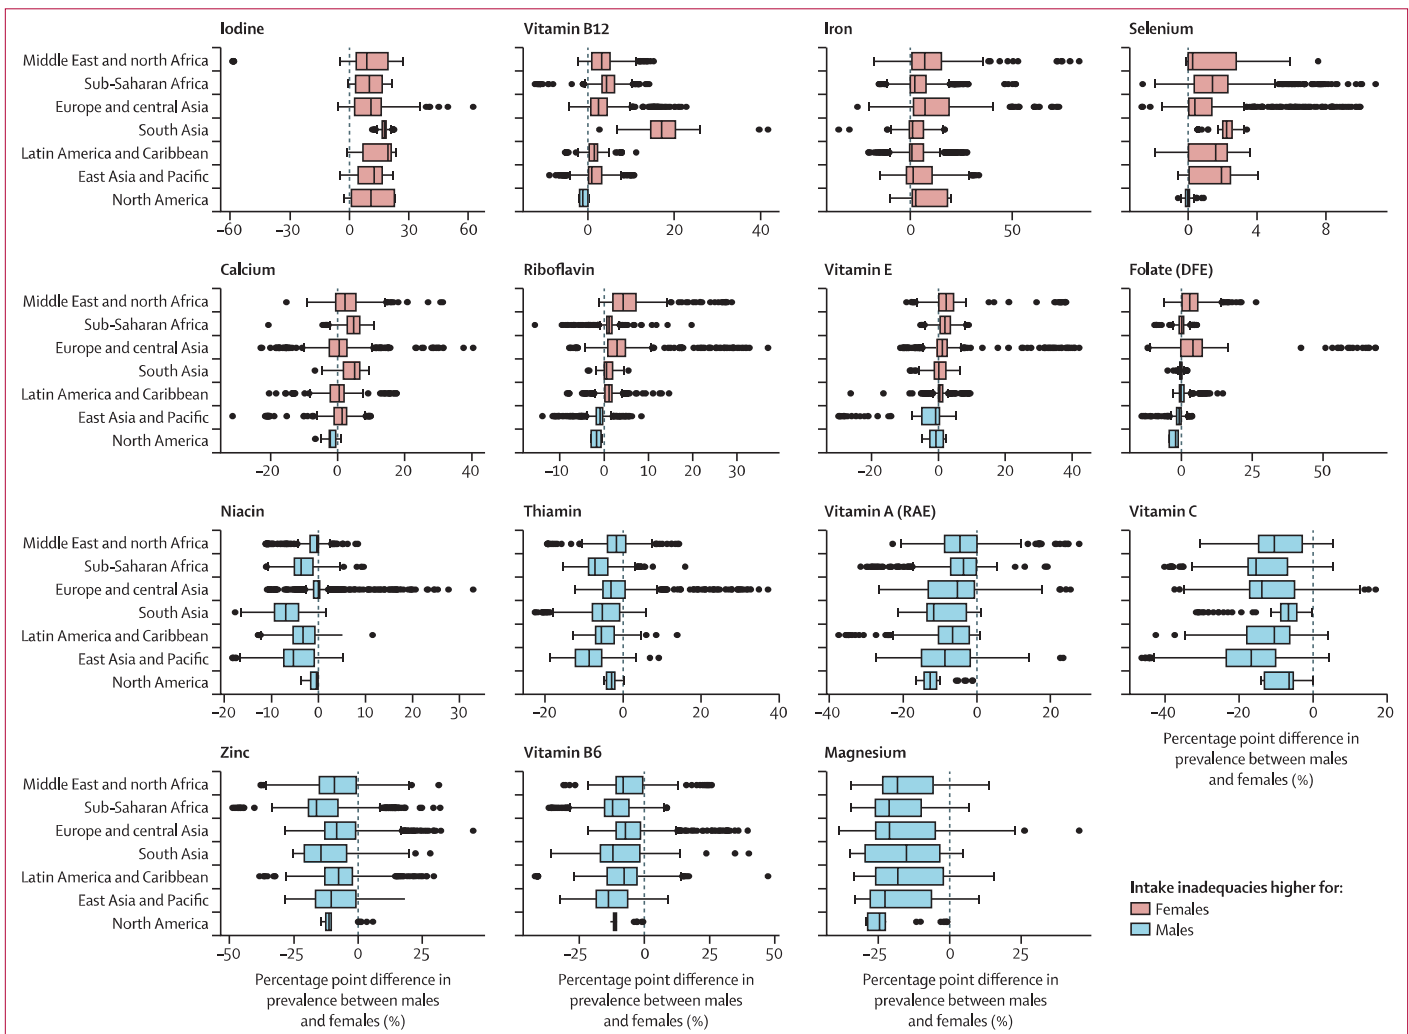 Iodine
Vitamin B12
Iron
Selenium
Middle East and north Africa
Sub-Saharan Africa
Europe and central Asia
South Asia
Latin America and Caribbean
East Asia and Pacific
North America
−60 −30 0 30 60
0 20 40
0 50
0 4 8
Calcium
Riboflavin
Vitamin E
Folate (DFE)
Middle East and north Africa
Sub-Saharan Africa
Europe and central Asia
South Asia
Latin America and Caribbean
East Asia and Pacific
North America
−20 0 20 40
−10 0 10 20 30
−20 0 20 40
0 25 50
Niacin
Thiamin
Vitamin A (RAE)
Vitamin C
Middle East and north Africa
Sub-Saharan Africa
Europe and central Asia
South Asia
Latin America and Caribbean
East Asia and Pacific
North America
−20 −10 0 10 20 30
−20 0 20 40
−40 −20 0 20
−40 −20 0 20
Percentage point difference in
prevalence between males
and females (%)
Zinc
Vitamin B6
Magnesium
Middle East and north Africa
Sub-Saharan Africa
Europe and central Asia
South Asia
Latin America and Caribbean
East Asia and Pacific
North America
−50 −25 0 25
−25 0 25 50
−25 0 25
Percentage point difference in
prevalence between males
and females (%)
Percentage point difference in
prevalence between males
and females (%)
Percentage point difference in
prevalence between males
and females (%)
Intake inadequacies higher for:
Females
Males